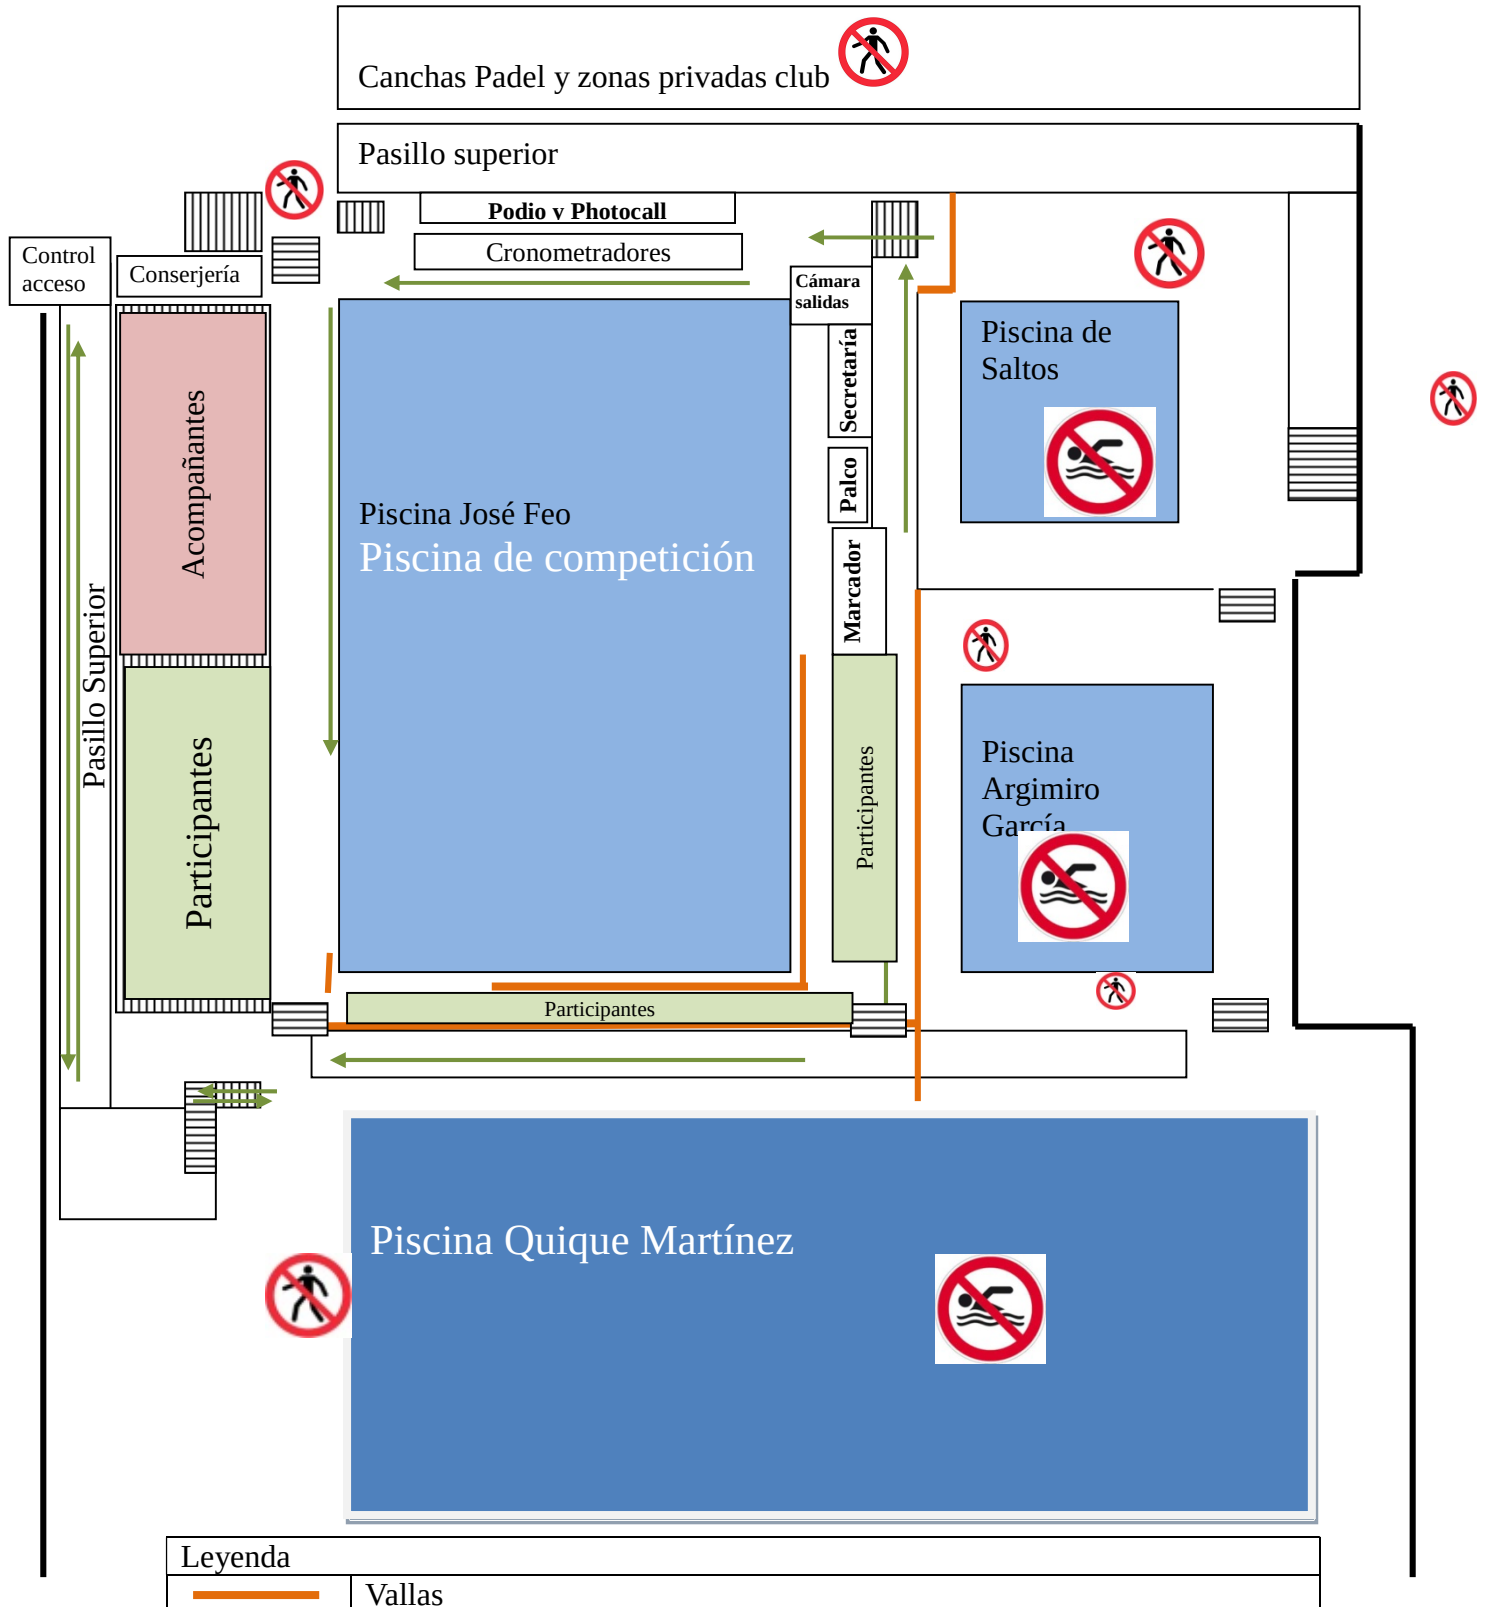 Canchas Padel y zonas privadas club
Pasillo superior
Podio y Photocall
Cronometradores
Control
acceso
Conserjería
Cámara
salidas
Secretaría
Palco
Marcador
Piscina de
Saltos
Acompañantes
Piscina José Feo
Piscina de competición
Pasillo Superior
Participantes
Participantes
Piscina
Argimiro
García
Participantes
Piscina Quique Martínez
Leyenda
Vallas